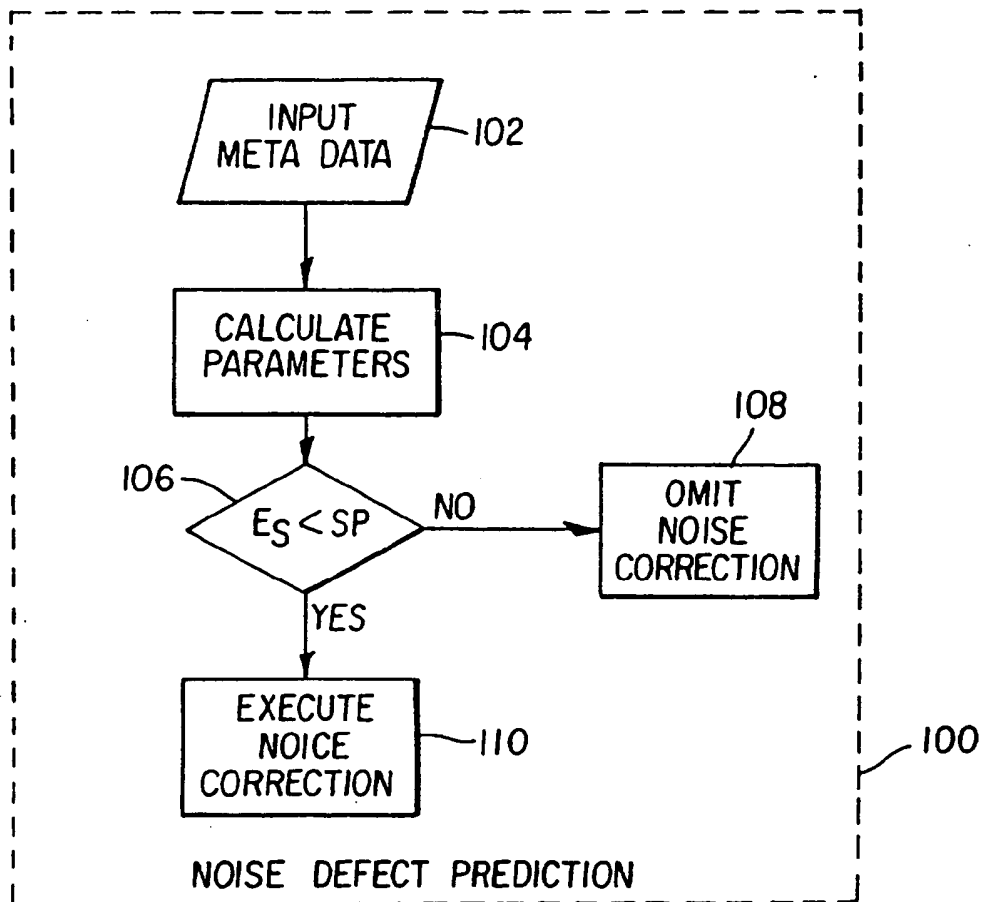 INPUT
META DATA
102
CALCULATE
PARAMETERS
104
106
E_S < SP
NO
108
OMIT
NOISE
CORRECTION
YES
EXECUTE
NOICE
CORRECTION
110
100
NOISE DEFECT PREDICTION